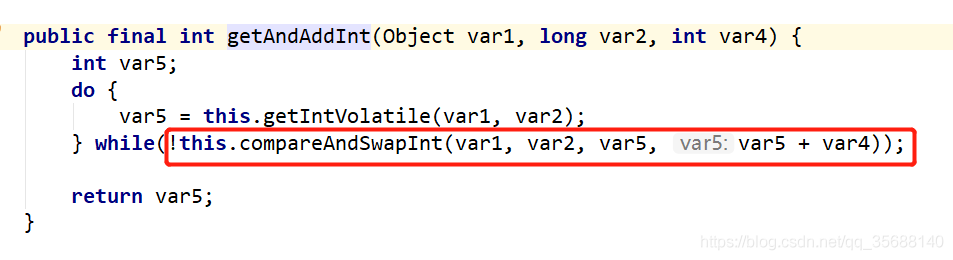 public final int getAndAddInt(Object var1, long var2, int var4) {
    int var5;
    do {
        var5 = this.getIntVolatile(var1, var2);
    } while(!this.compareAndSwapInt(var1, var2, var5, var5: var5 + var4));

    return var5;
}
https://blog.csdn.net/qq_35688140